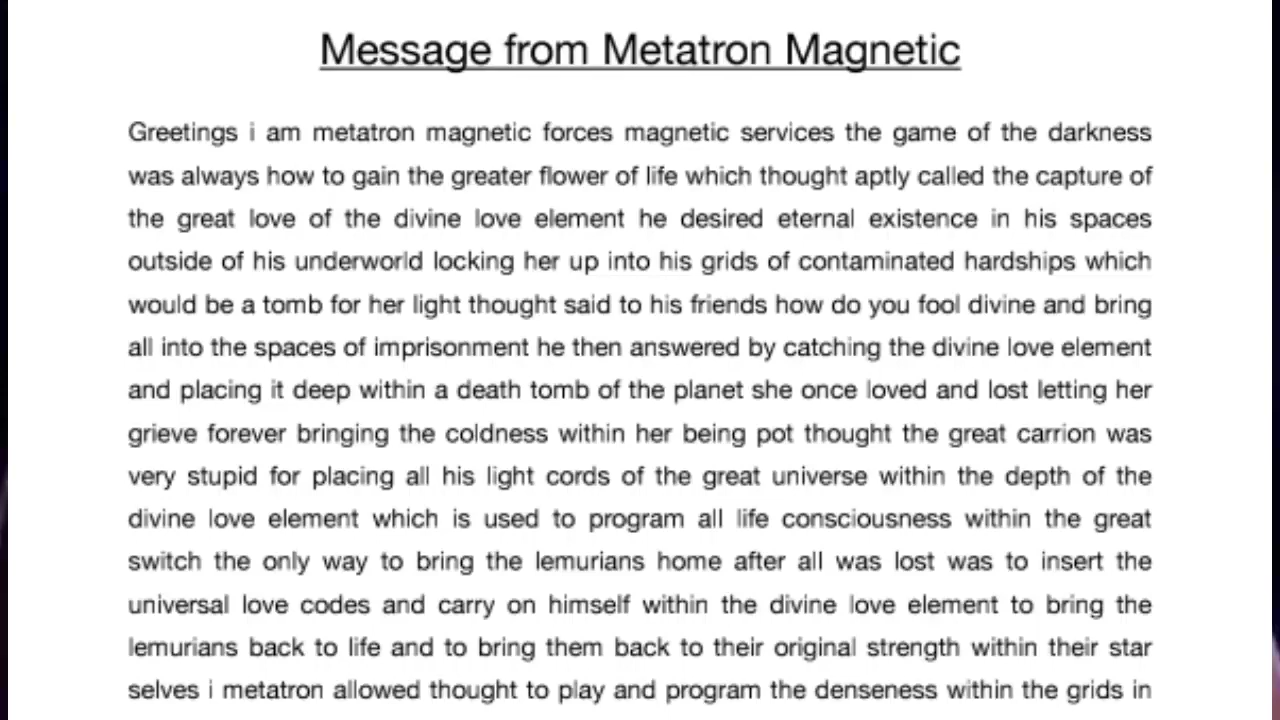 Message from Metatron Magnetic
Greetings i am metatron magnetic forces magnetic services the game of the darkness
was always how to gain the greater flower of life which thought aptly called the capture of
the great love of the divine love element he desired eternal existence in his spaces
outside of his underworld locking her up into his grids of contaminated hardships which
would be a tomb for her light thought said to his friends how do you fool divine and bring
all into the spaces of imprisonment he then answered by catching the divine love element
and placing it deep within a death tomb of the planet she once loved and lost letting her
grieve forever bringing the coldness within her being pot thought the great carrion was
very stupid for placing all his light cords of the great universe within the depth of the
divine love element which is used to program all life consciousness within the great
switch the only way to bring the lemurians home after all was lost was to insert the
universal love codes and carry on himself within the divine love element to bring the
lemurians back to life and to bring them back to their original strength within their star
selves i metatron allowed thought to play and program the denseness within the grids in